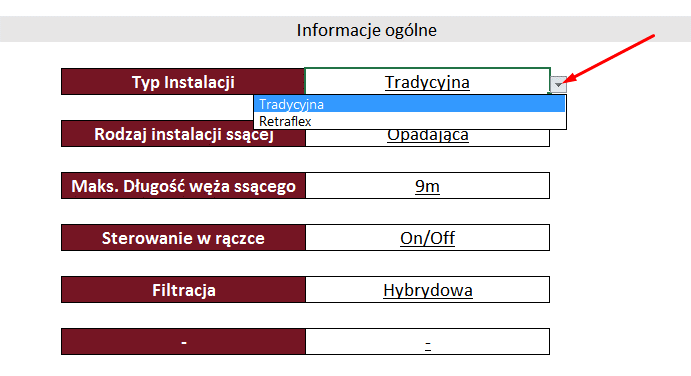 Informacje ogólne
Typ Instalacji Tradycyjna
Tradycyjna
Retraflex
Rodzaj instalacji ssącej Opadająca
Maks. Długość węża ssącego 9m
Sterowanie w rączce On/Off
Filtracja Hybrydowa
- -